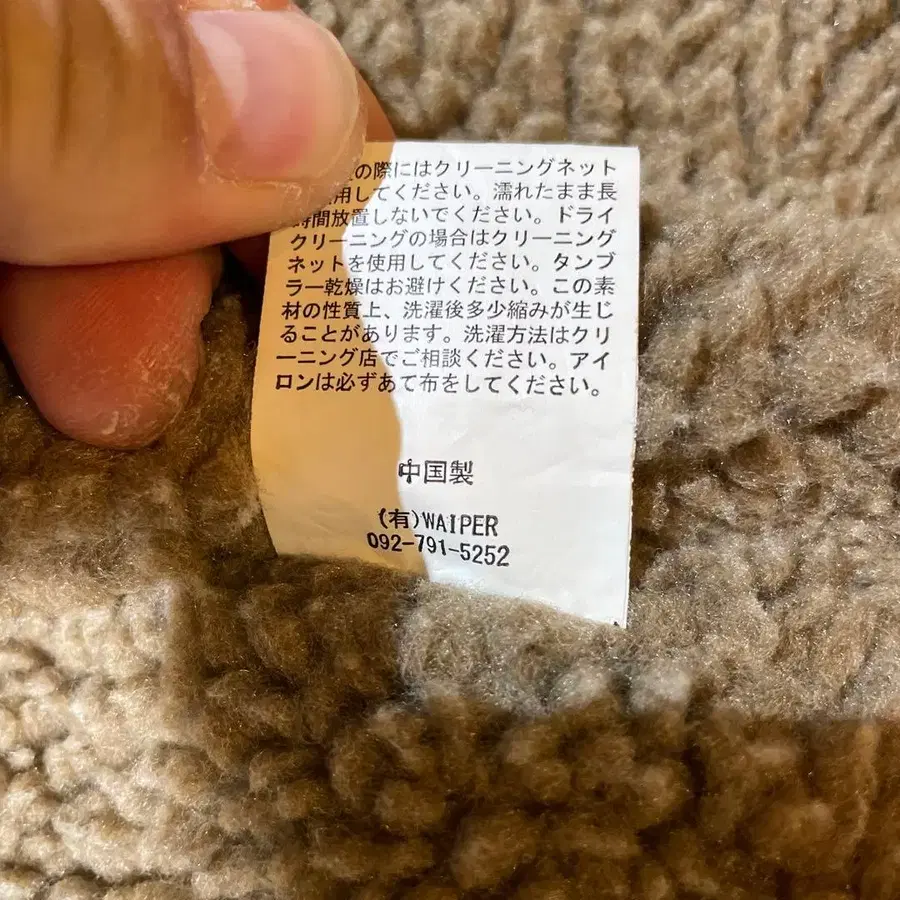 の際にはクリーニングネット
用してください。濡れたまま長
時間放置しないでください。ドライ
クリーニングの場合はクリーニング
ネットを使用してください。タンブ
ラー乾燥はお避けください。この素
材の性質上、洗濯後多少縮みが生じ
ることがあります。洗濯方法はクリ
ーニング店でご相談ください。アイ
ロンは必ずあて布をしてください。
中国製
(有)WAIPER
092-791-5252